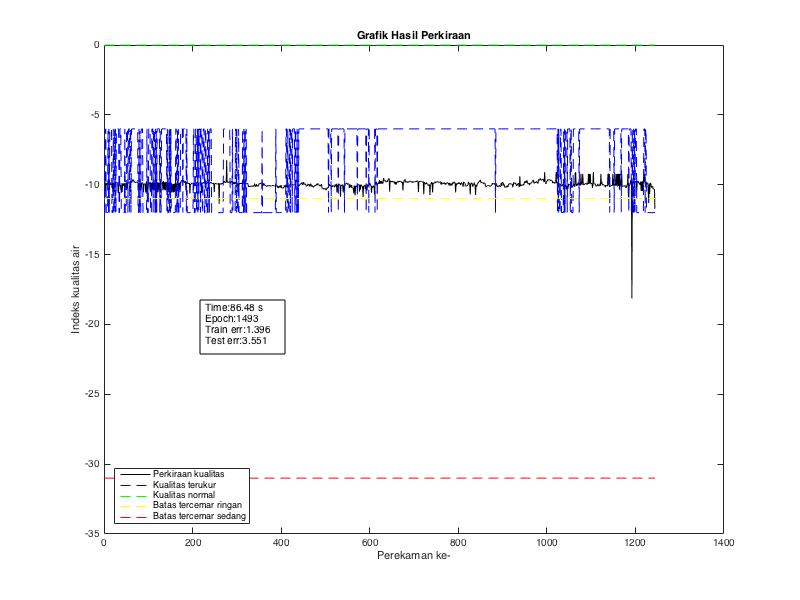 Grafik Hasil Perkiraan
0
-5
-10
-15
-20
-25
-30
-35
Indeks kualitas air
Time:86.48 s
Epoch:1493
Train err:1.396
Test err:3.551
Perkiraan kualitas
Kualitas terukur
Kualitas normal
Batas tercemar ringan
Batas tercemar sedang
0 200 400 600 800 1000 1200 1400
Perekaman ke-